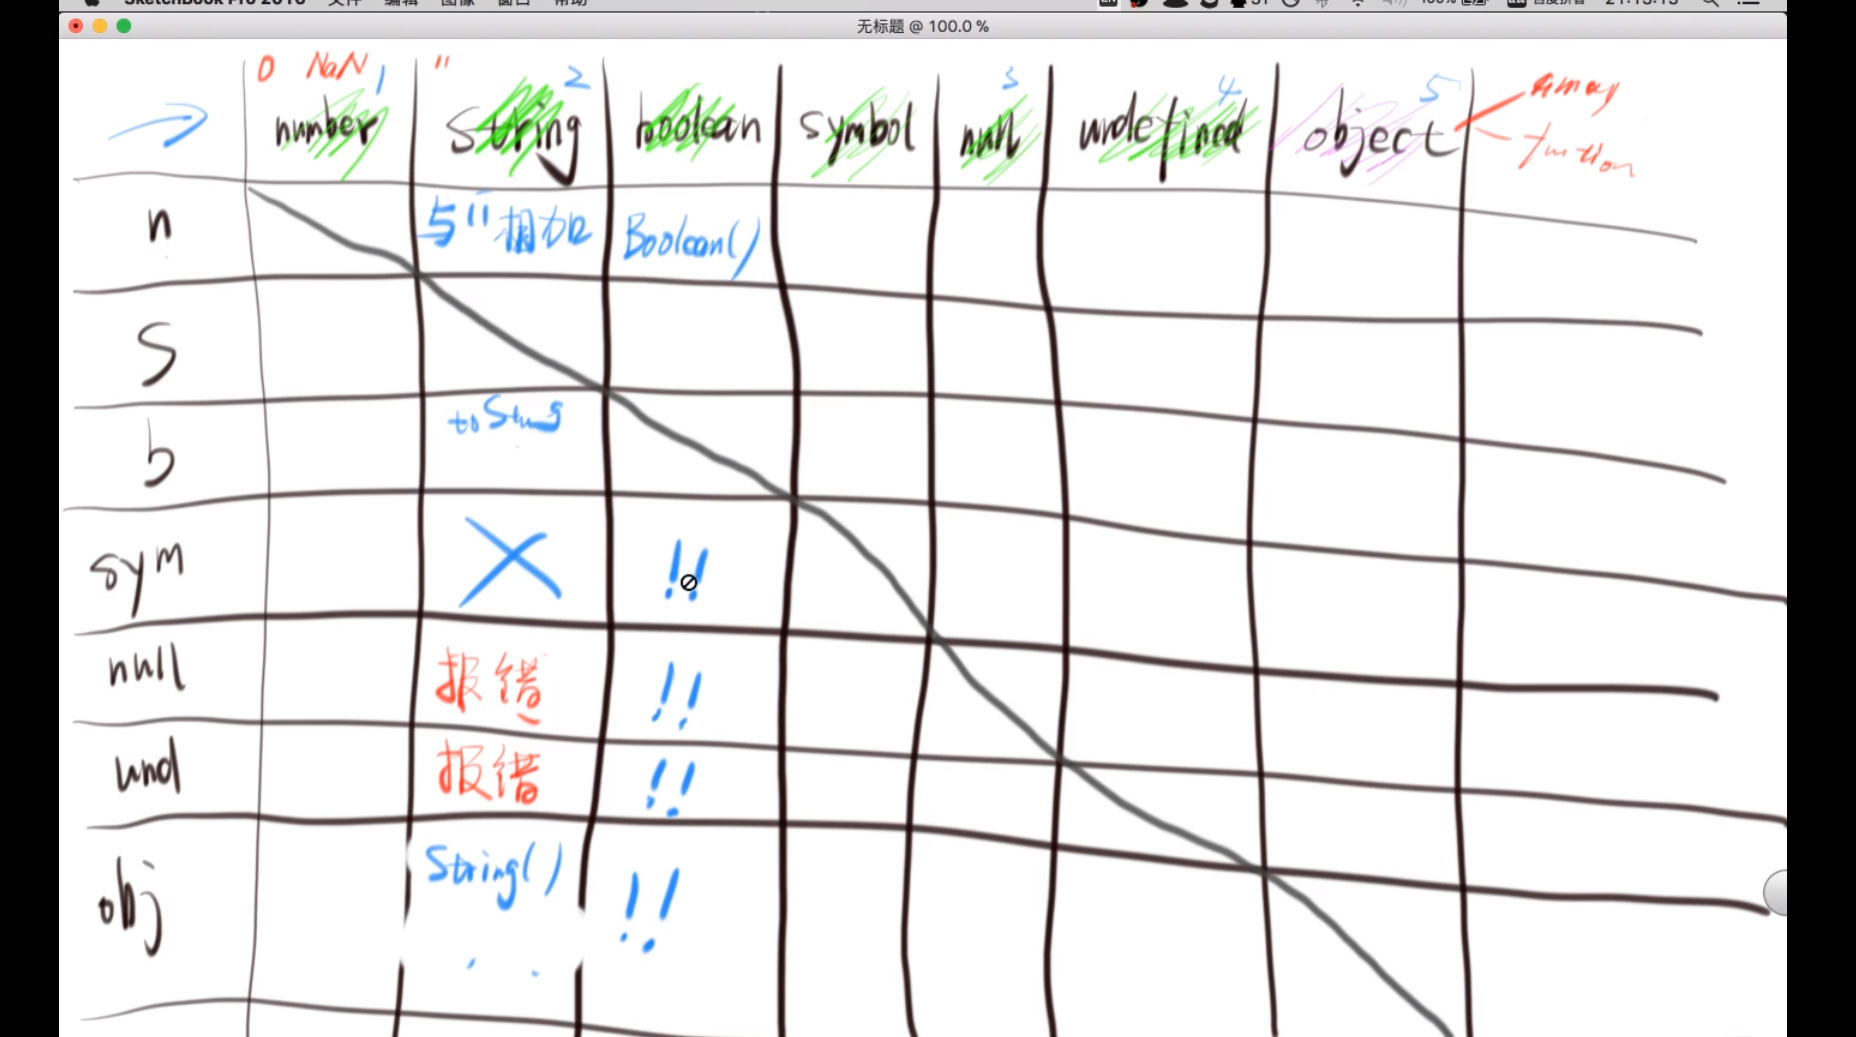 SketchBook Pro 2016 文件 编辑 图像 窗口 帮助
无标题 @ 100.0 %
0 NaN 1 '' 2 3 4 5 array
number string boolean symbol null undefined object
function
n 与''相加 Boolean()
S
b toString
sym X !!
null 报错 !!
und 报错 !!
obj String() !!